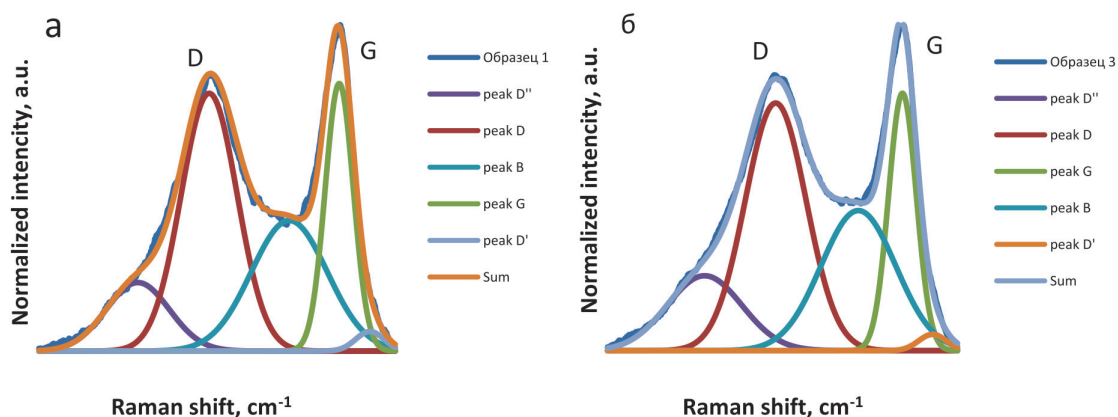 а
D
G
Normalized intencity, a.u.
Образец 1
peak D"
peak D
peak B
peak G
peak D'
Sum
Raman shift, cm-1
б
D
G
Normalized intencity, a.u.
Образец 3
peak D''
peak D
peak G
peak B
peak D'
Sum
Raman shift, cm-1